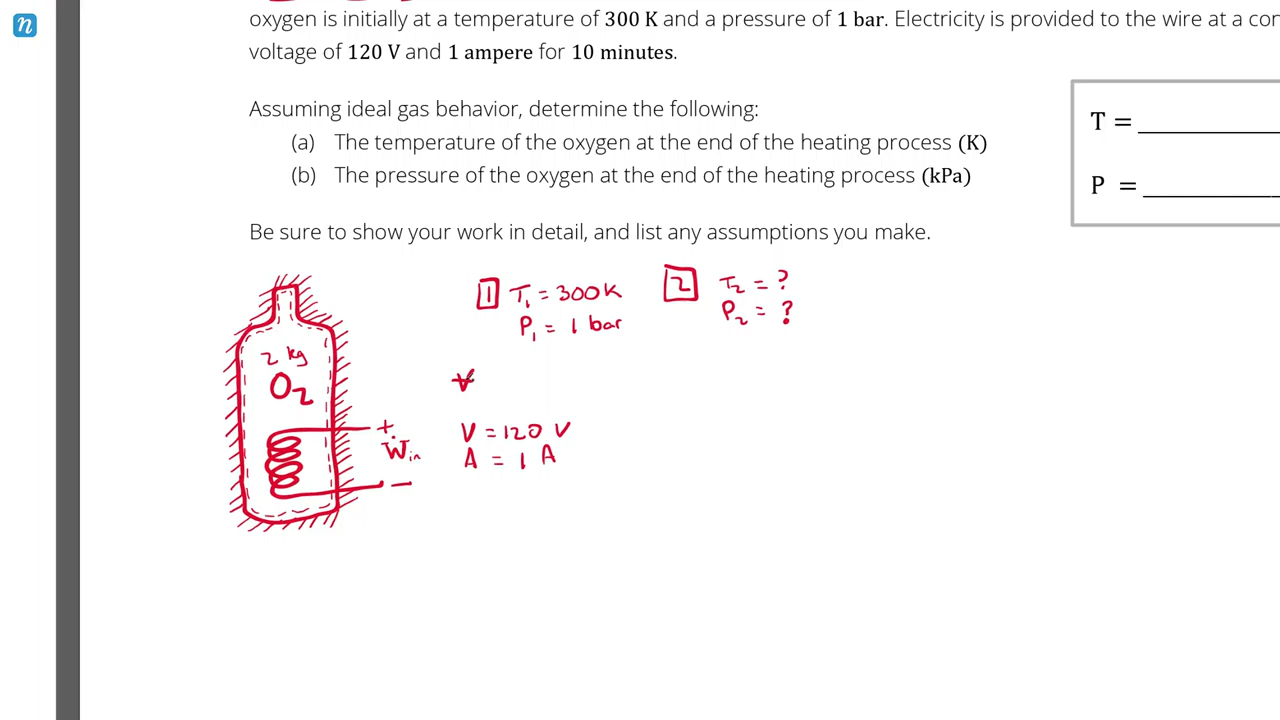 n
oxygen is initially at a temperature of 300 K and a pressure of 1 bar. Electricity is provided to the wire at a
voltage of 120 V and 1 ampere for 10 minutes.
Assuming ideal gas behavior, determine the following:
(a) The temperature of the oxygen at the end of the heating process (K)
(b) The pressure of the oxygen at the end of the heating process (kPa)
T = ____________
P = ____________
Be sure to show your work in detail, and list any assumptions you make.
1 T₁ = 300K 2 T₂ = ?
P₁ = 1 bar P₂ = ?
2 kg
O₂
V = 120 V
A = 1 A
+
Ẇin
−